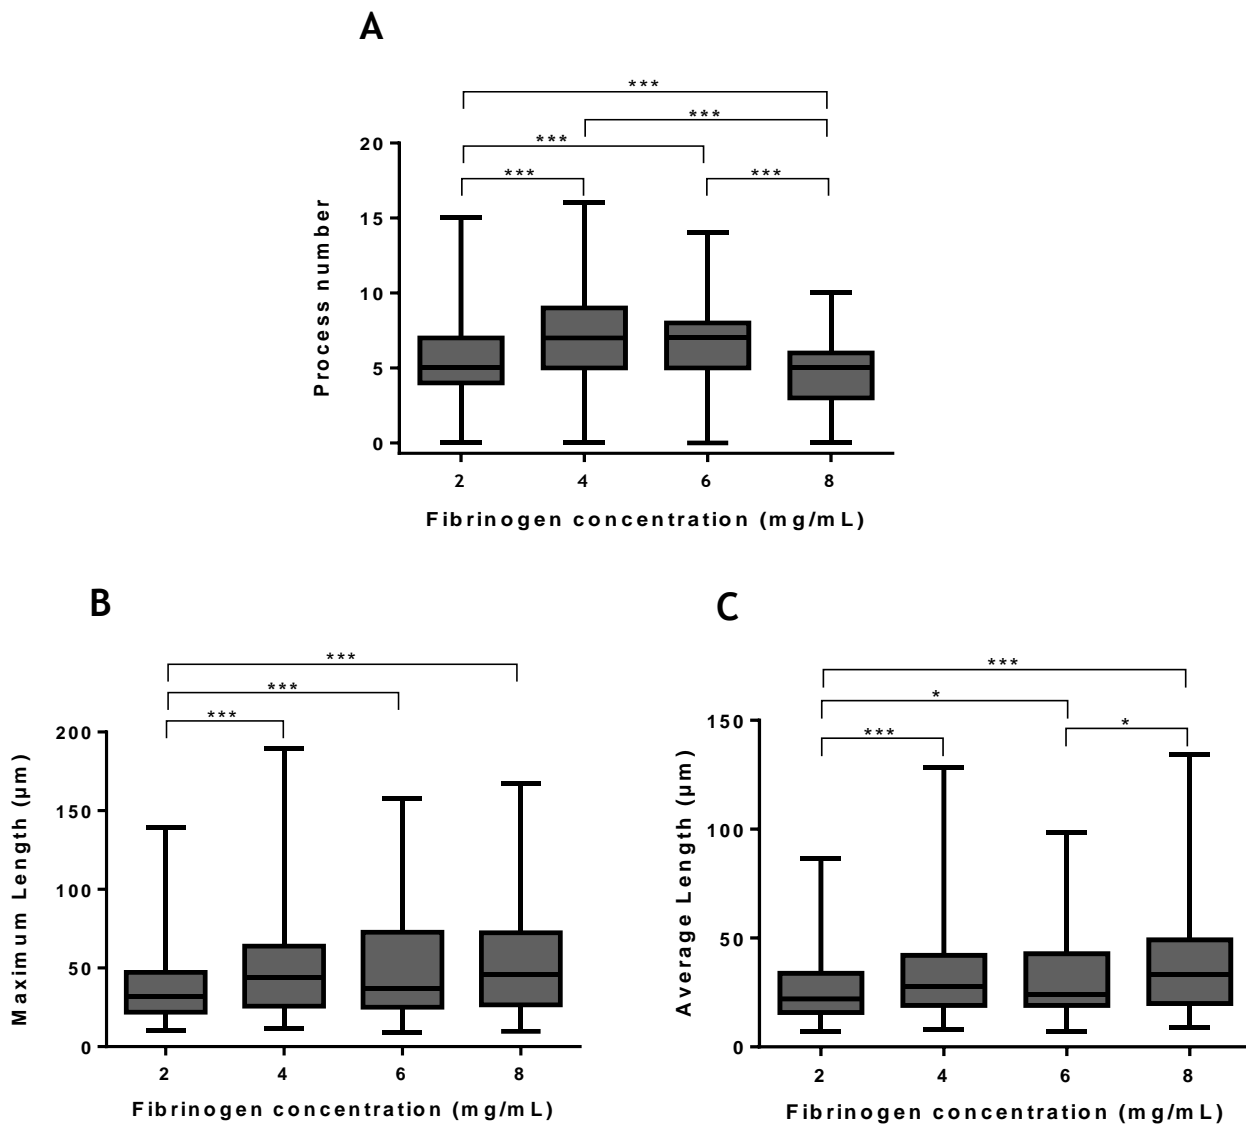 A
***
***
***
***
***
20
15
10
5
0
Process number
2 4 6 8
Fibrinogen concentration (mg/mL)
B
***
***
***
200
150
100
50
0
Maximum Length (µm)
2 4 6 8
Fibrinogen concentration (mg/mL)
C
***
*
*
***
150
100
50
0
Average Length (µm)
2 4 6 8
Fibrinogen concentration (mg/mL)